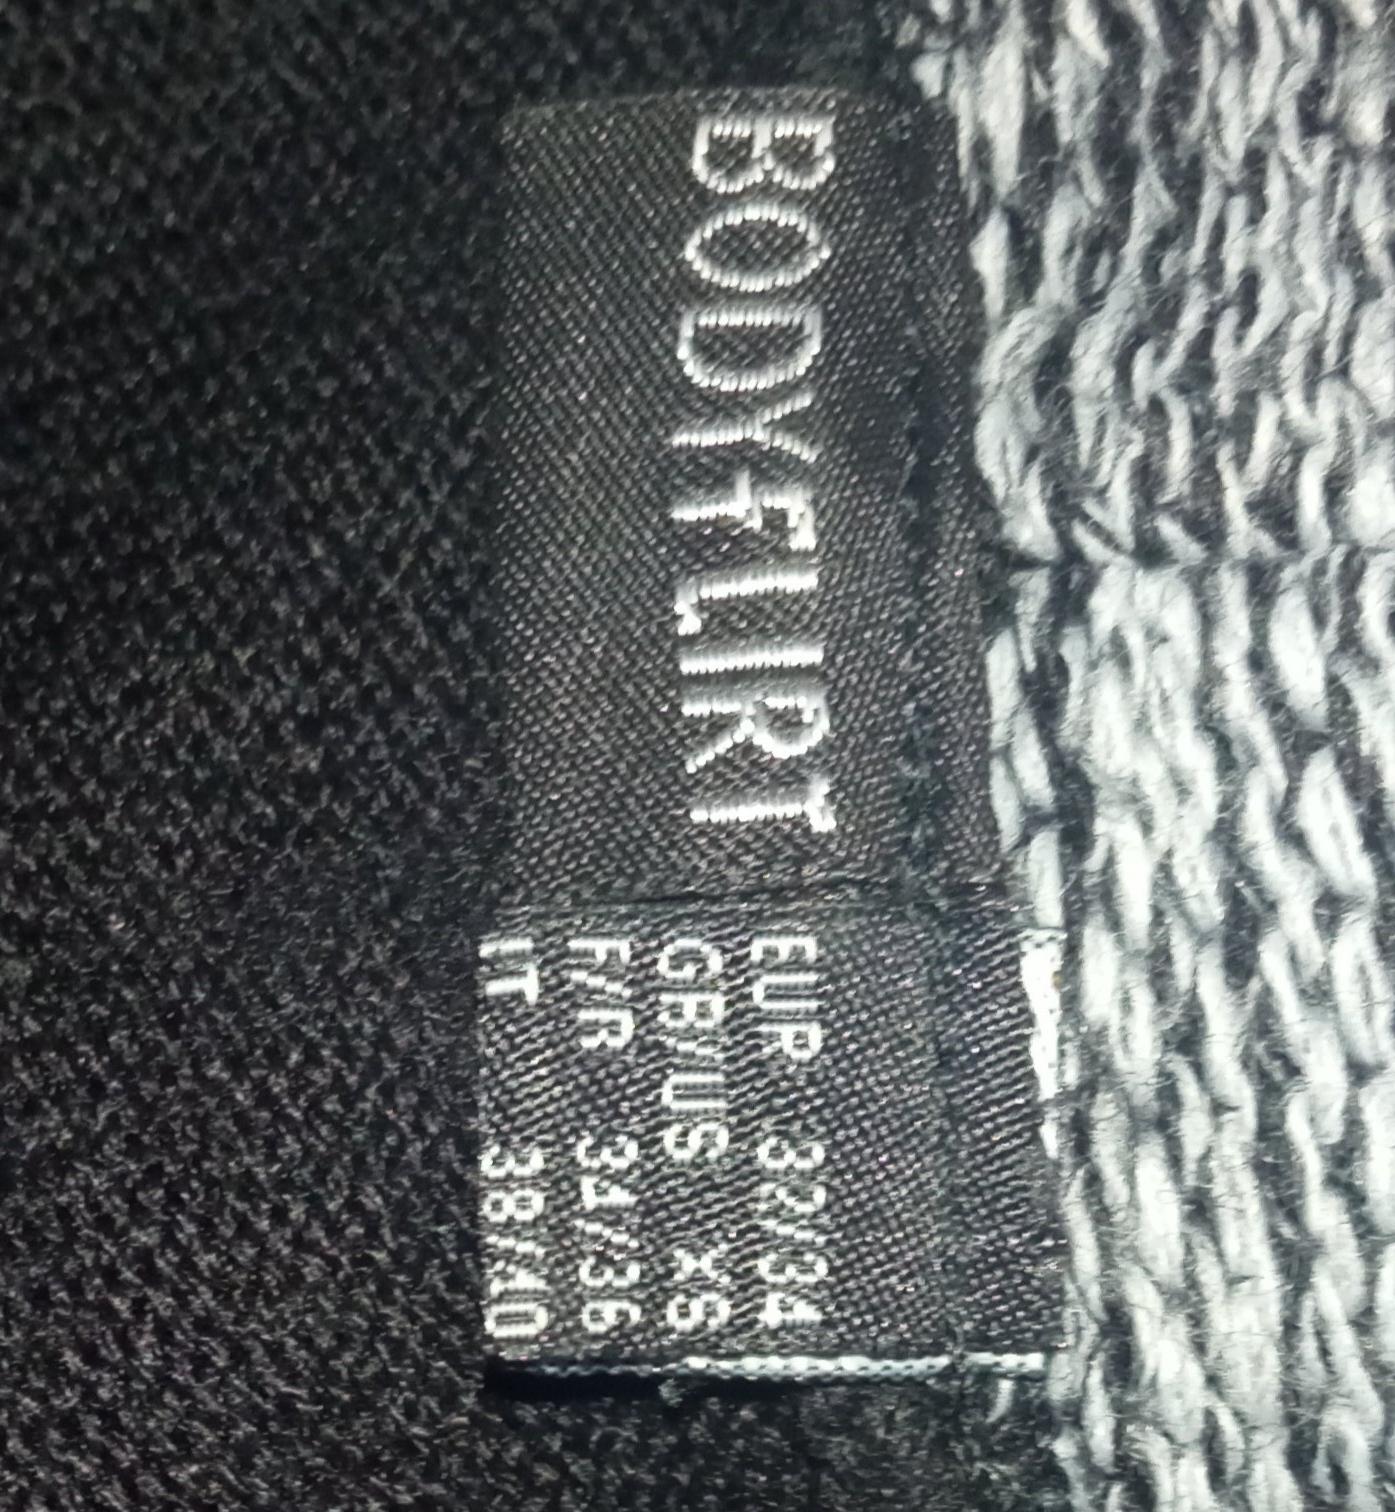 BODYFLIRT
EUR 32/34
GB/US XS
F/R 34/36
IT 38/40